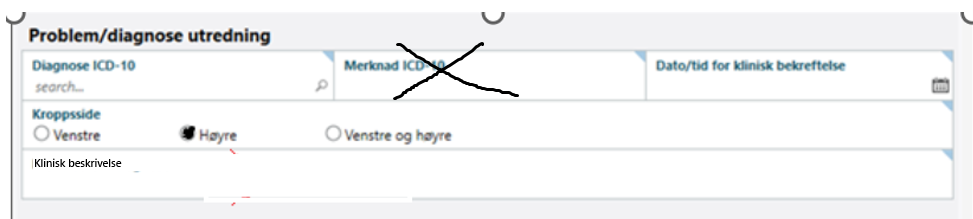 Problem/diagnose utredning
Diagnose ICD-10 Merknad ICD-10 Dato/tid for klinisk bekreftelse
search...
Kroppsside
Venstre Høyre Venstre og høyre
Klinisk beskrivelse